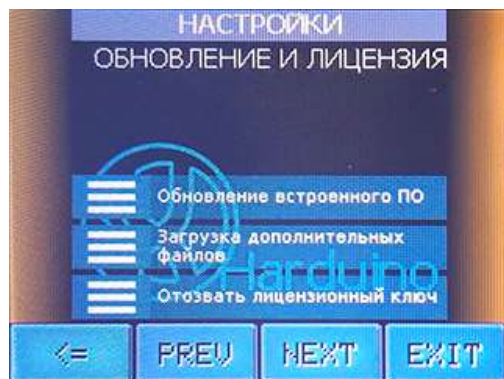 НАСТРОЙКИ
ОБНОВЛЕНИЕ И ЛИЦЕНЗИЯ
Обновление встроенного ПО
Загрузка дополнительных
файлов
Harduino
Отозвать лицензионный ключ
<= PREV NEXT EXIT